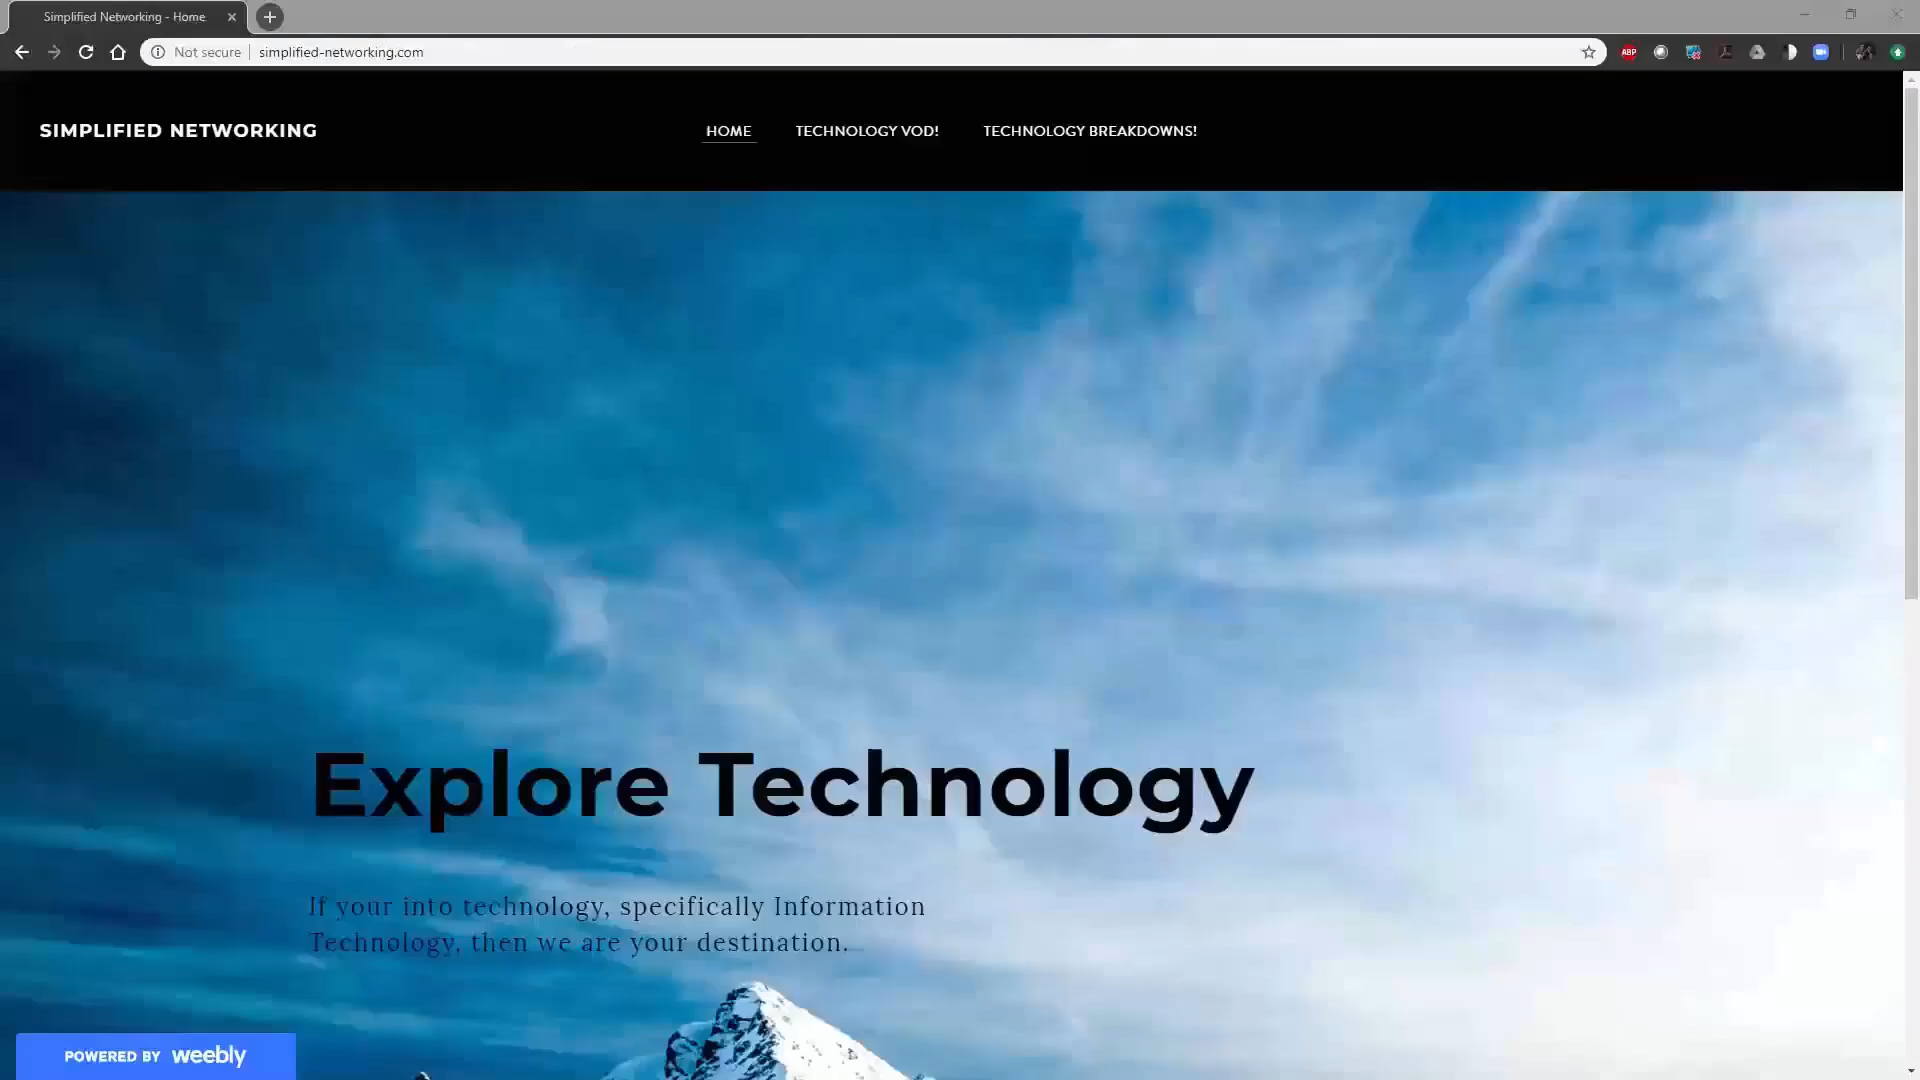 Simplified Networking - Home
Not secure
simplified-networking.com
ABP
SIMPLIFIED NETWORKING
HOME
TECHNOLOGY VOD!
TECHNOLOGY BREAKDOWNS!
Explore Technology
If your into technology, specifically Information
Technology, then we are your destination.
POWERED BY weebly